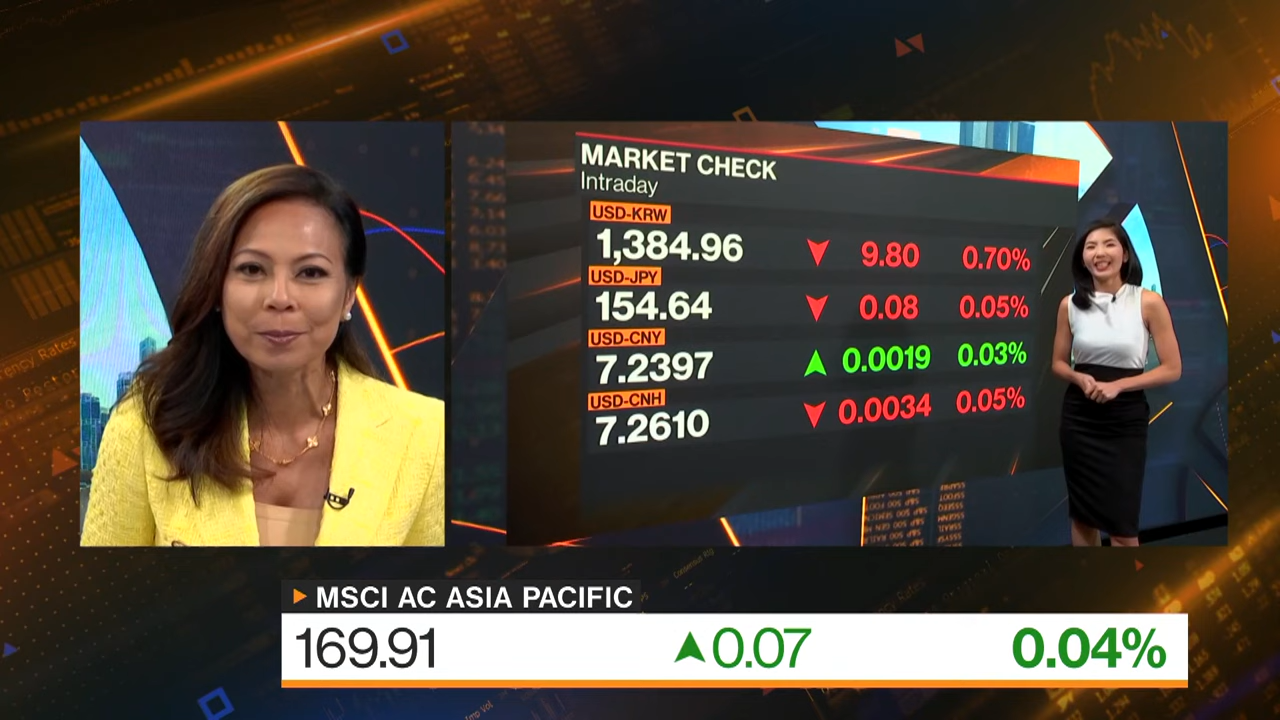 MARKET CHECK
Intraday
USD-KRW
1,384.96 ▼ 9.80 0.70%
USD-JPY
154.64 ▼ 0.08 0.05%
USD-CNY
7.2397 ▲ 0.0019 0.03%
USD-CNH
7.2610 ▼ 0.0034 0.05%
MSCI AC ASIA PACIFIC
169.91 ▲0.07 0.04%